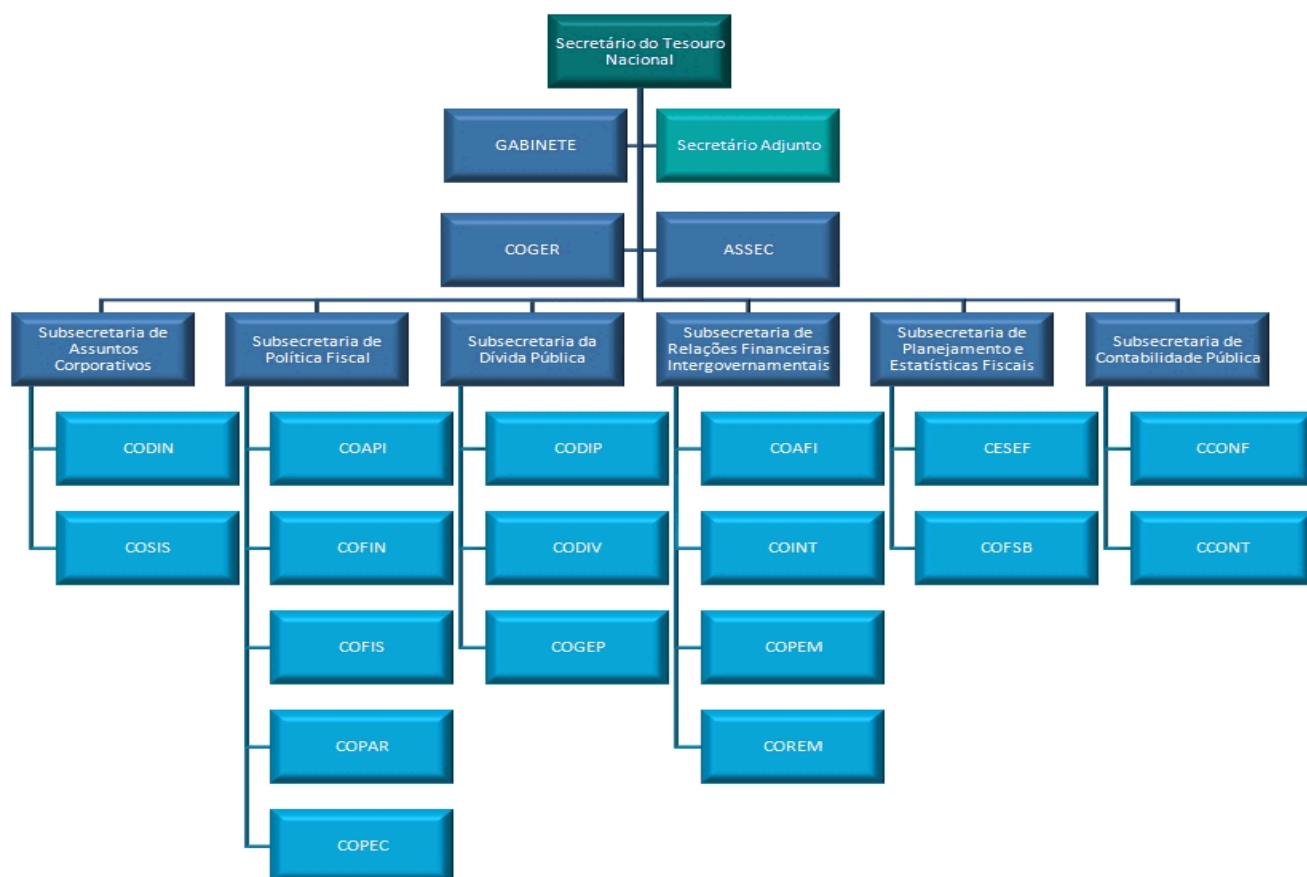 Secretário do Tesouro
Nacional
GABINETE
Secretário Adjunto
COGER
ASSEC
Subsecretaria de
Assuntos
Corporativos
Subsecretaria de
Política Fiscal
Subsecretaria da
Dívida Pública
Subsecretaria de
Relações Financeiras
Intergovernamentais
Subsecretaria de
Planejamento e
Estatísticas Fiscais
Subsecretaria de
Contabilidade Pública
CODIN
COSIS
COAPI
COFIN
COFIS
COPAR
COPEC
CODIP
CODIV
COGEP
COAFI
COINT
COPEM
COREM
CESEF
COFSB
CCONF
CCONT